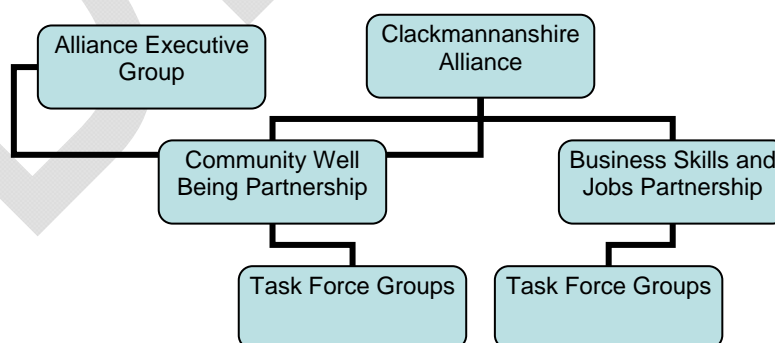 Alliance Executive
Group
Clackmannanshire
Alliance
Community Well
Being Partnership
Business Skills and
Jobs Partnership
Task Force Groups
Task Force Groups